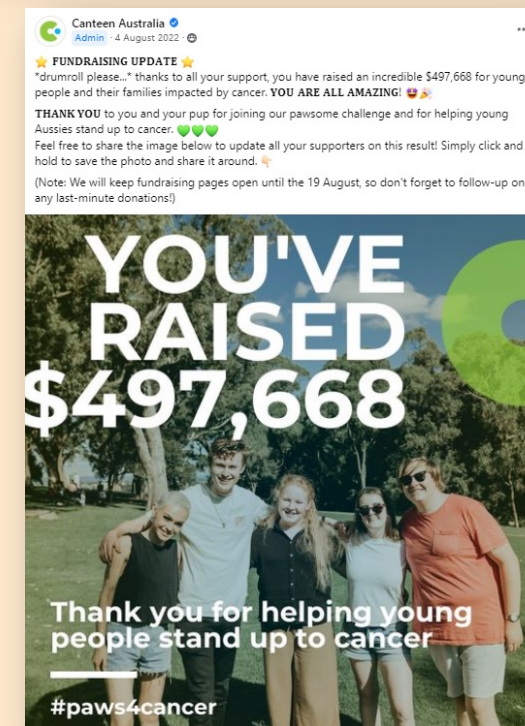 Canteen Australia
Admin · 4 August 2022 ·
⭐ FUNDRAISING UPDATE ⭐
*drumroll please...* thanks to all your support, you have raised an incredible $497,668 for young
people and their families impacted by cancer. YOU ARE ALL AMAZING! 🤩🎉
THANK YOU to you and your pup for joining our pawsome challenge and for helping young
Aussies stand up to cancer. 💚💚💚
Feel free to share the image below to update all your supporters on this result! Simply click and
hold to save the photo and share it around. 👇🏻
(Note: We will keep fundraising pages open until the 19 August, so don't forget to follow-up on
any last-minute donations!)
YOU'VE
RAISED
$497,668
Thank you for helping young
people stand up to cancer
#paws4cancer